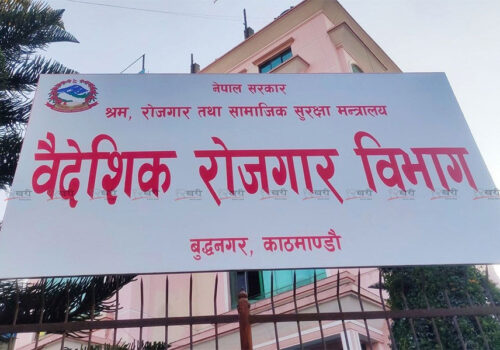 नेपाल सरकार
श्रम, रोजगार तथा सामाजिक सुरक्षा मन्त्रालय
वैदेशिक रोजगार विभाग
बुद्धनगर, काठमाण्डौ